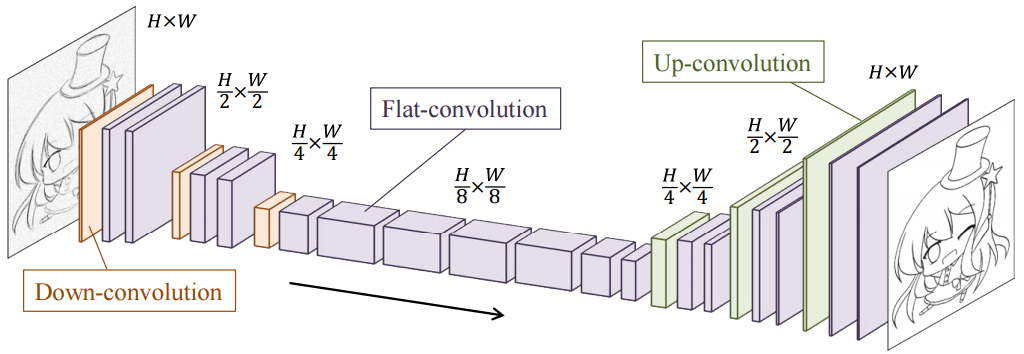 H×W
H/2×W/2
H/4×W/4
Flat-convolution
H/8×W/8
Up-convolution
H×W
H/2×W/2
H/4×W/4
Down-convolution